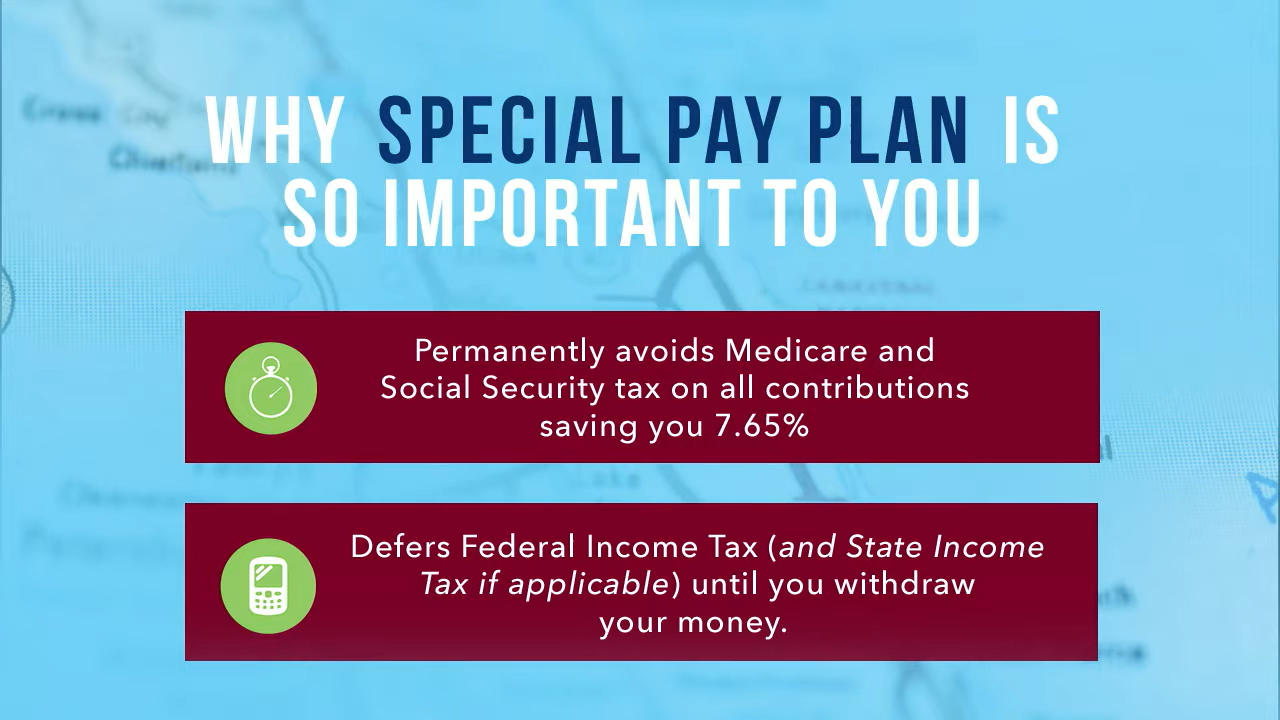 WHY SPECIAL PAY PLAN IS
SO IMPORTANT TO YOU
Permanently avoids Medicare and
Social Security tax on all contributions
saving you 7.65%
Defers Federal Income Tax (and State Income
Tax if applicable) until you withdraw
your money.